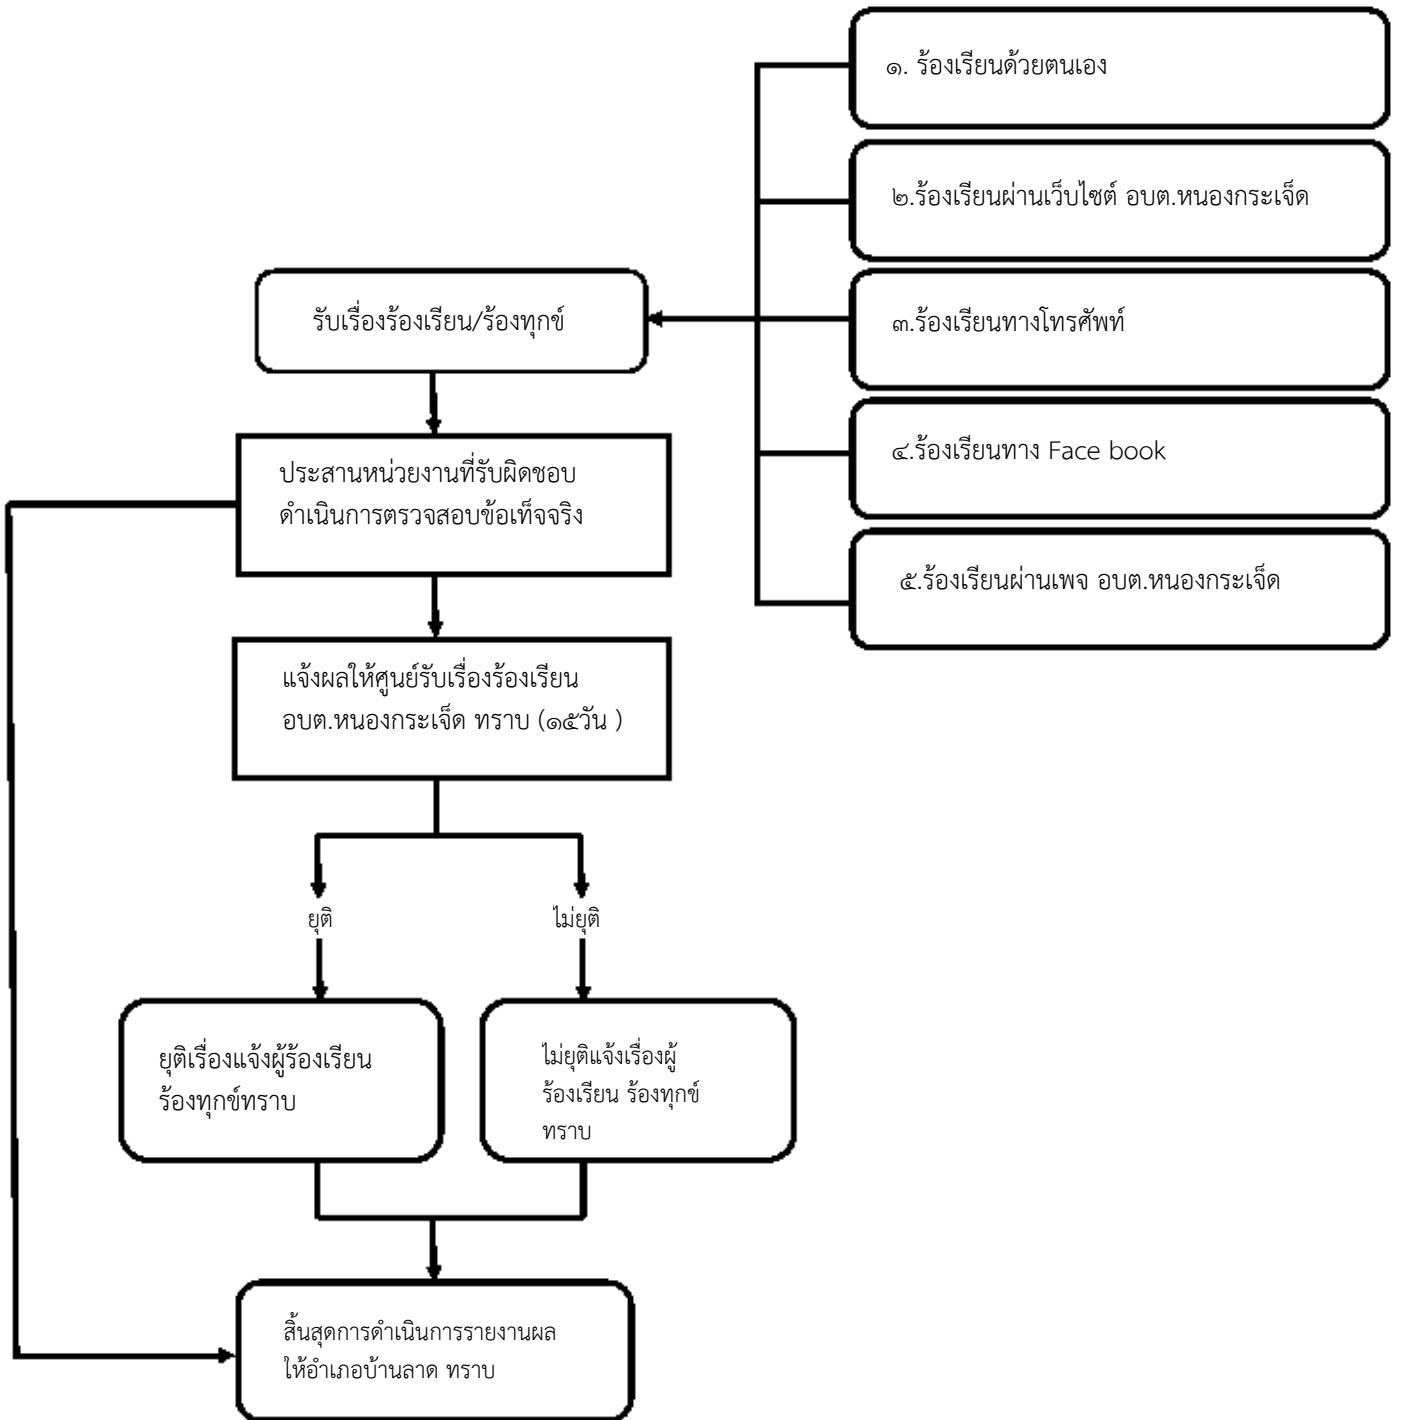 ๑. ร้องเรียนด้วยตนเอง
๒.ร้องเรียนผ่านเว็บไซต์ อบต.หนองกระเจ็ด
๓.ร้องเรียนทางโทรศัพท์
๔.ร้องเรียนทาง Face book
๕.ร้องเรียนผ่านเพจ อบต.หนองกระเจ็ด
รับเรื่องร้องเรียน/ร้องทุกข์
ประสานหน่วยงานที่รับผิดชอบ
ดำเนินการตรวจสอบข้อเท็จจริง
แจ้งผลให้ศูนย์รับเรื่องร้องเรียน
อบต.หนองกระเจ็ด ทราบ (๑๕วัน )
ยุติ
ไม่ยุติ
ยุติเรื่องแจ้งผู้ร้องเรียน
ร้องทุกข์ทราบ
ไม่ยุติแจ้งเรื่องผู้
ร้องเรียน ร้องทุกข์
ทราบ
สิ้นสุดการดำเนินการรายงานผล
ให้อำเภอบ้านลาด ทราบ